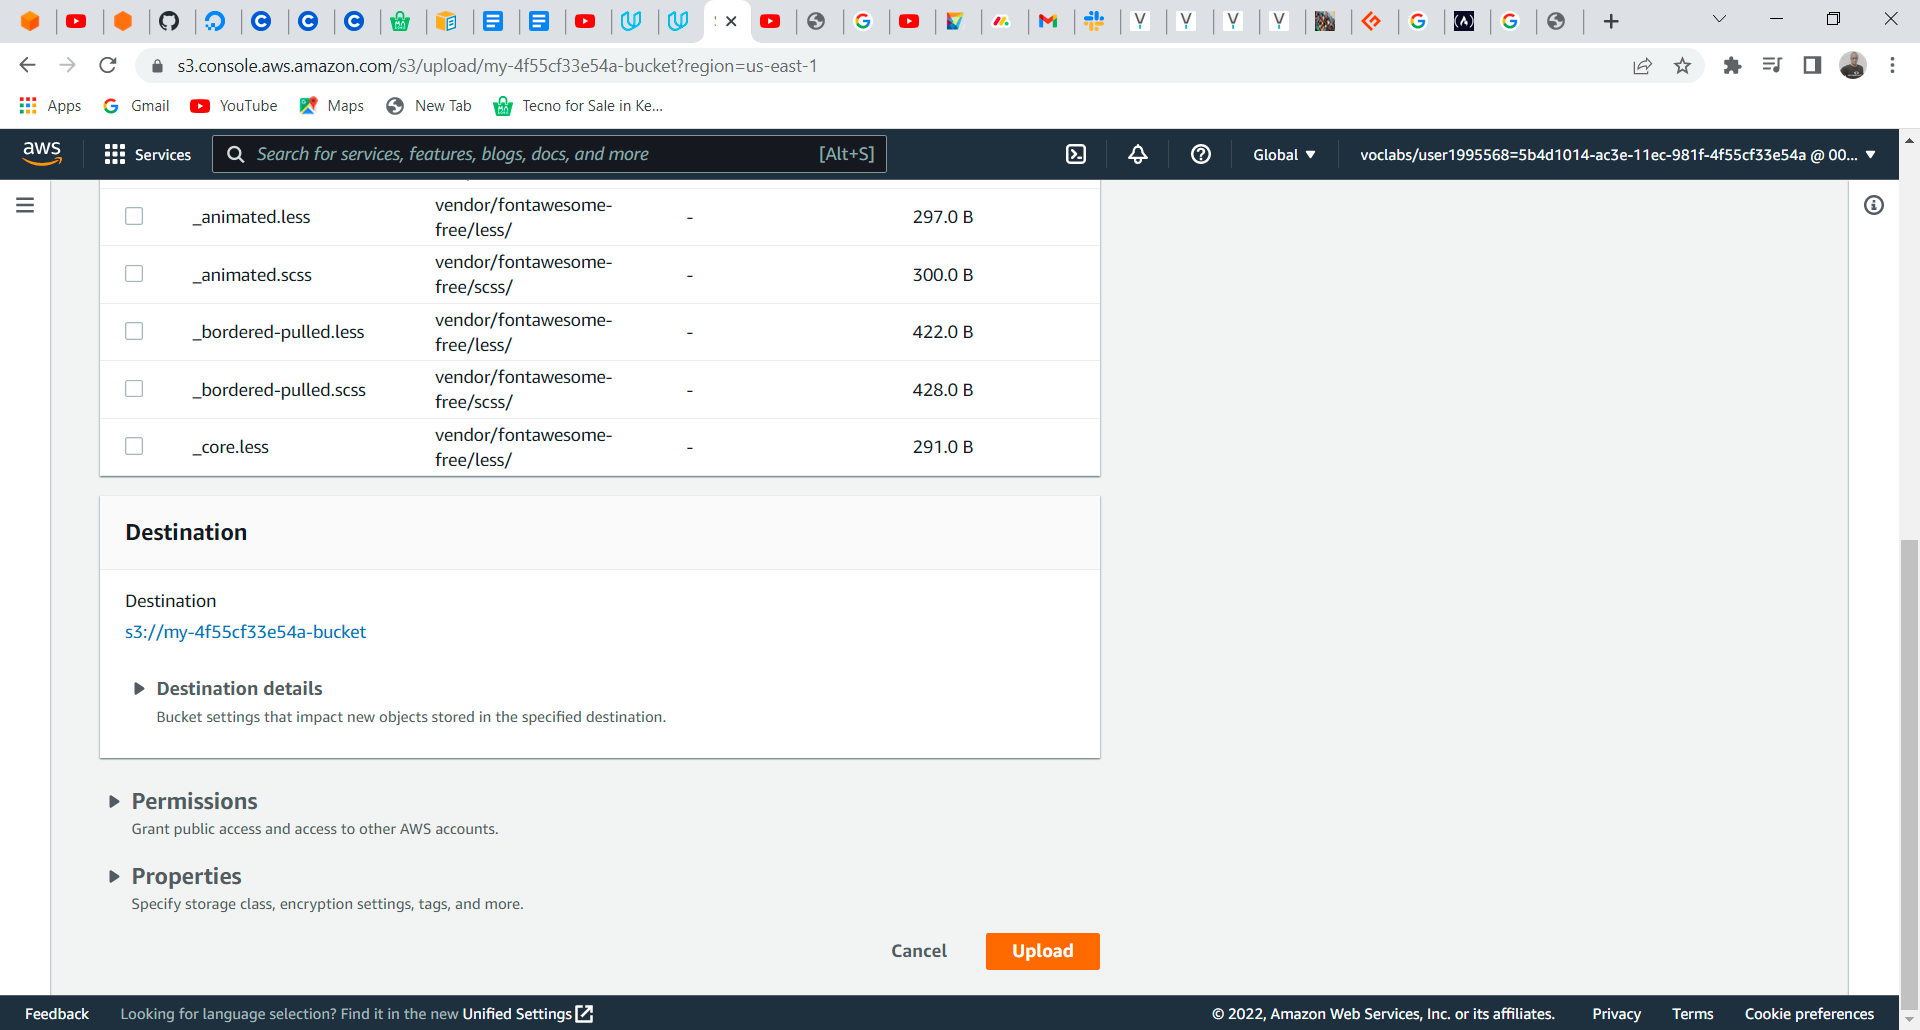 s3.console.aws.amazon.com/s3/upload/my-4f55cf33e54a-bucket?region=us-east-1
Apps Gmail YouTube Maps New Tab Tecno for Sale in Ke...
aws Services Search for services, features, blogs, docs, and more [Alt+S] Global voclabs/user1995568=5b4d1014-ac3e-11ec-981f-4f55cf33e54a @ 00...
_animated.less vendor/fontawesome-free/less/ - 297.0 B
_animated.scss vendor/fontawesome-free/scss/ - 300.0 B
_bordered-pulled.less vendor/fontawesome-free/less/ - 422.0 B
_bordered-pulled.scss vendor/fontawesome-free/scss/ - 428.0 B
_core.less vendor/fontawesome-free/less/ - 291.0 B
Destination
Destination
s3://my-4f55cf33e54a-bucket
Destination details
Bucket settings that impact new objects stored in the specified destination.
Permissions
Grant public access and access to other AWS accounts.
Properties
Specify storage class, encryption settings, tags, and more.
Cancel Upload
Feedback Looking for language selection? Find it in the new Unified Settings © 2022, Amazon Web Services, Inc. or its affiliates. Privacy Terms Cookie preferences